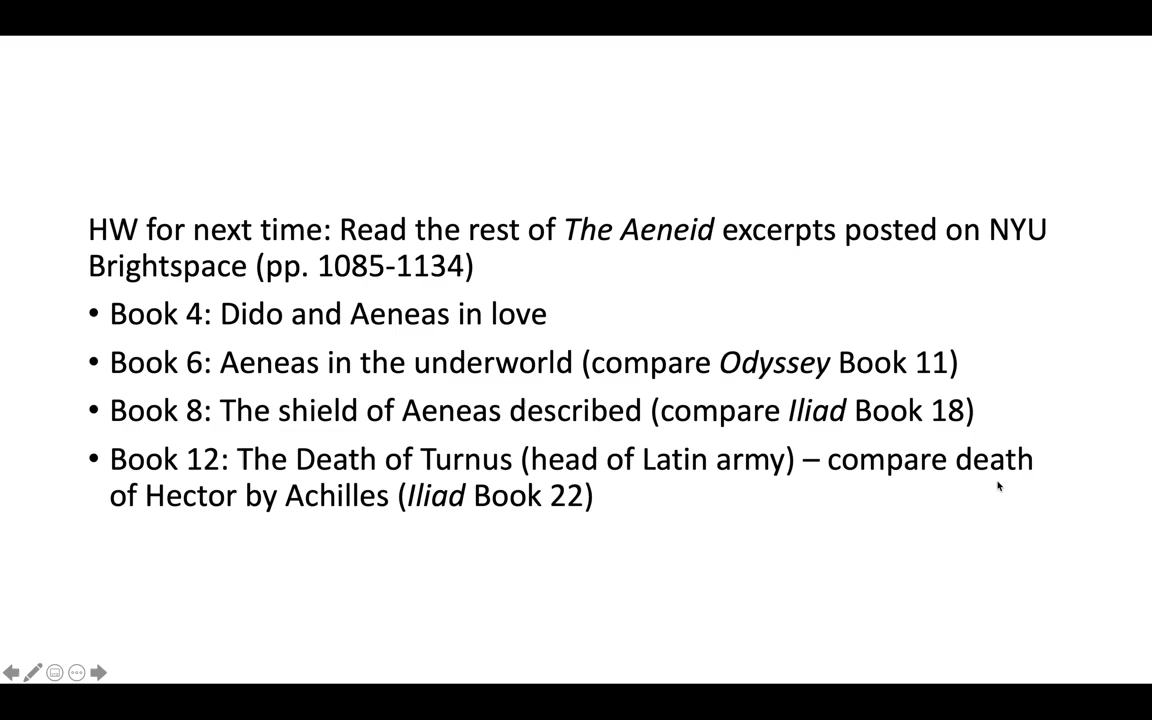 HW for next time: Read the rest of The Aeneid excerpts posted on NYU
Brightspace (pp. 1085-1134)
• Book 4: Dido and Aeneas in love
• Book 6: Aeneas in the underworld (compare Odyssey Book 11)
• Book 8: The shield of Aeneas described (compare Iliad Book 18)
• Book 12: The Death of Turnus (head of Latin army) – compare death
of Hector by Achilles (Iliad Book 22)